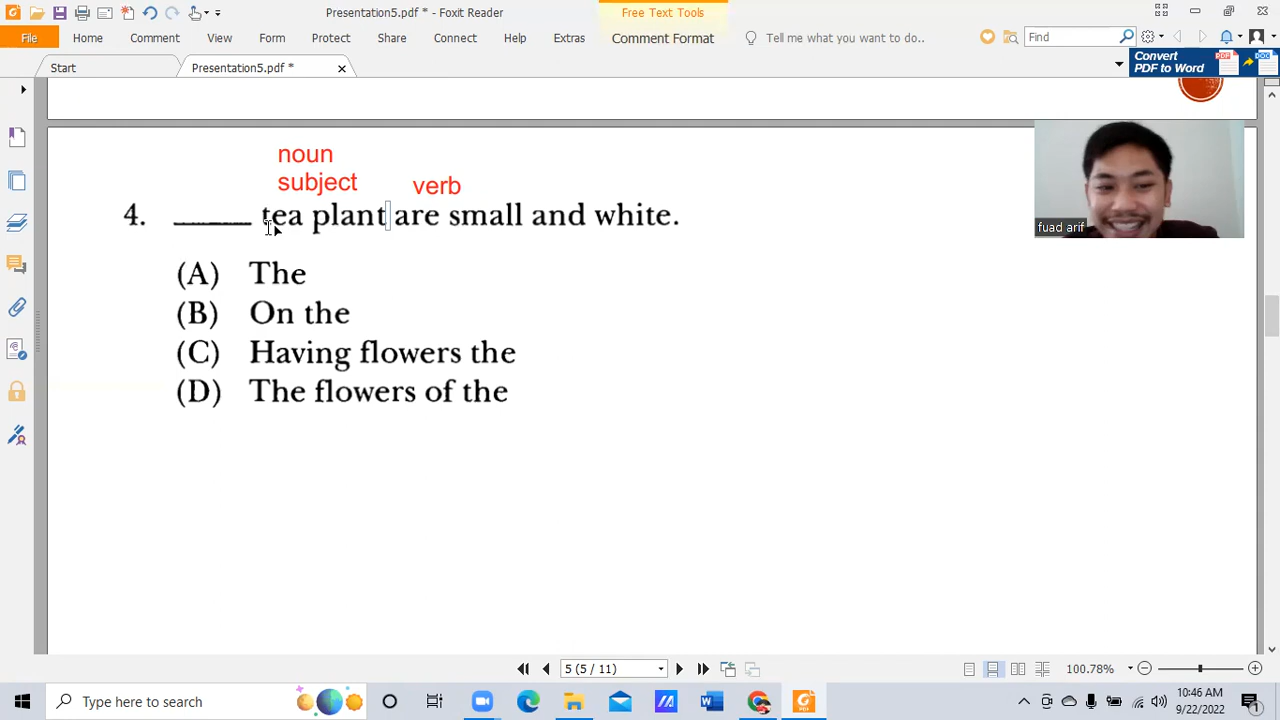 Presentation5.pdf * - Foxit Reader
Free Text Tools
File
Home
Comment
View
Form
Protect
Share
Connect
Help
Extras
Comment Format
Tell me what you want to do..
Find
Start
Presentation5.pdf *
Convert
PDF to Word
noun
subject
verb
fuad arif
4. ______ tea plant are small and white.
(A) The
(B) On the
(C) Having flowers the
(D) The flowers of the
5 (5 / 11)
100.78%
Type here to search
10:46 AM
9/22/2022